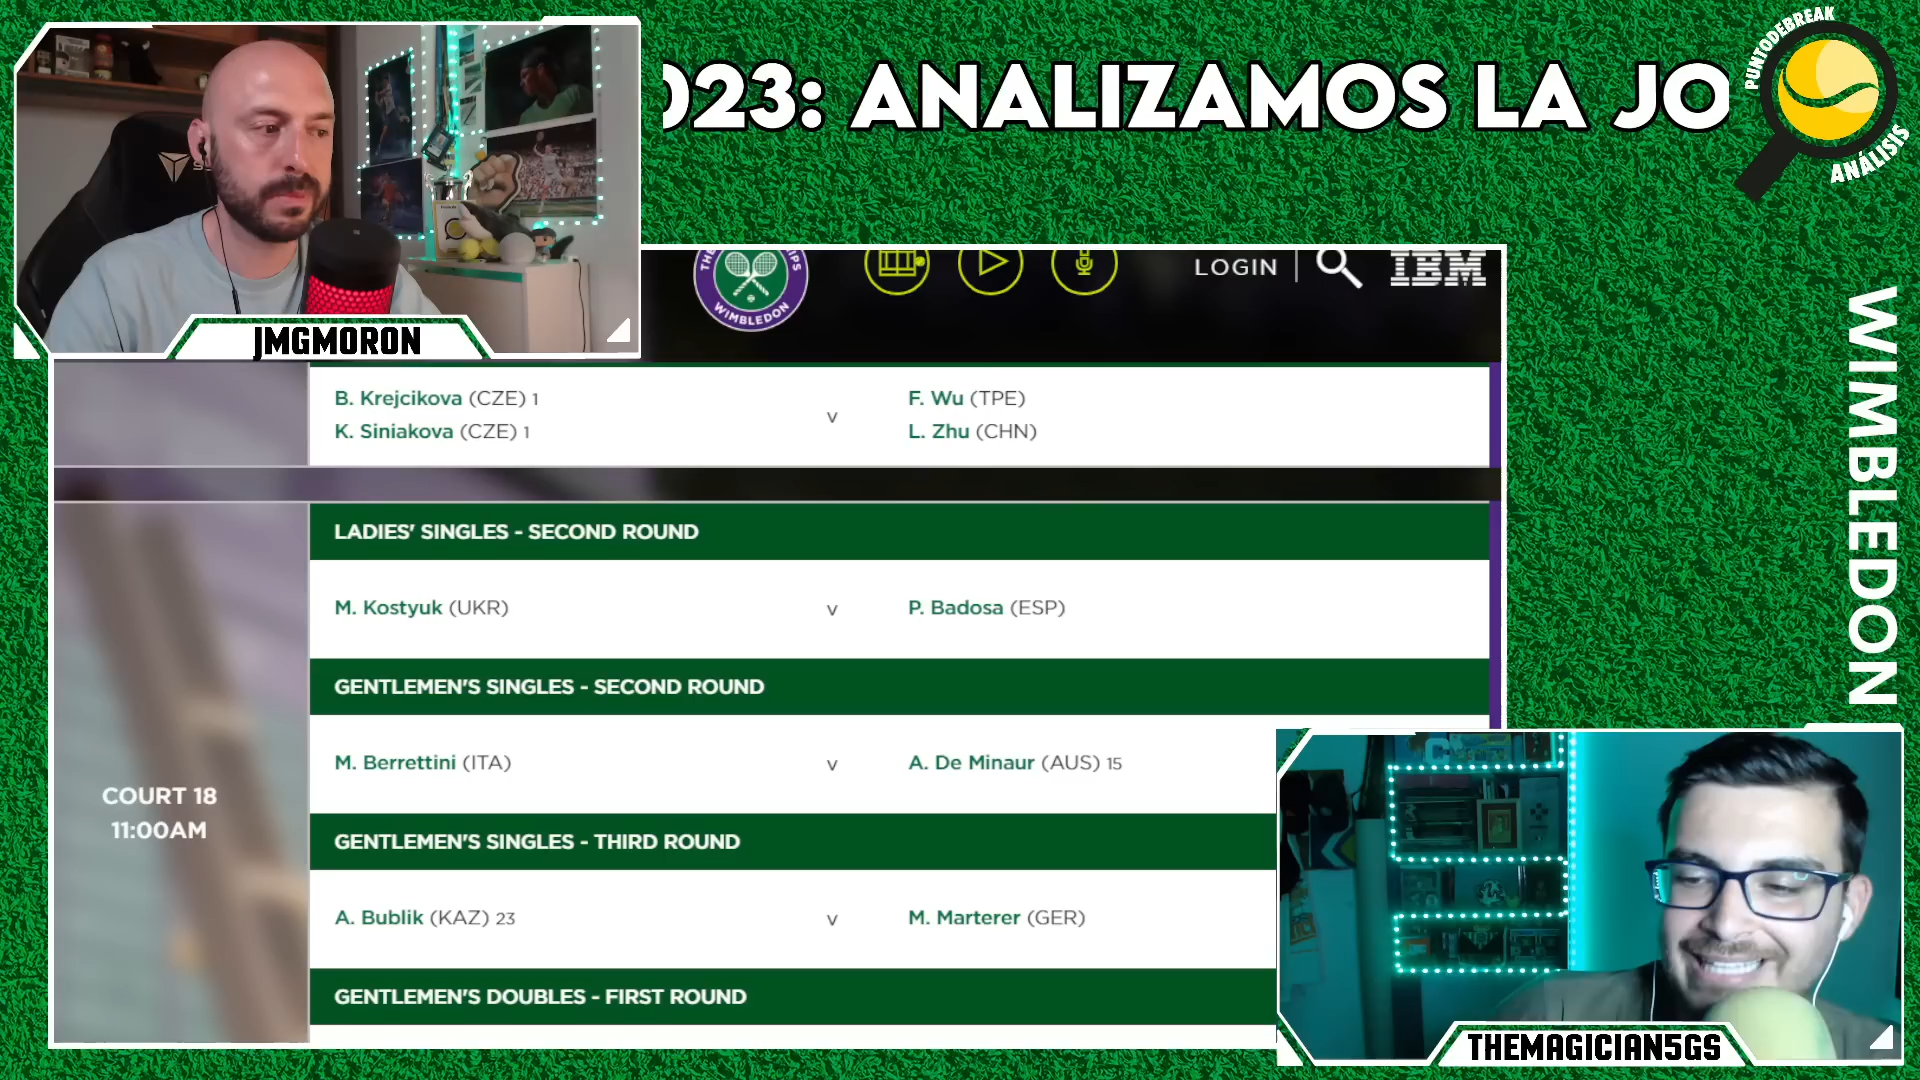 023: ANALIZAMOS LA JO
PUNTODEBREAK
ANÁLISIS
WIMBLEDON
JMGMORON
WIMBLEDON
LOGIN
IBM
B. Krejcikova (CZE) 1
K. Siniakova (CZE) 1
v
F. Wu (TPE)
L. Zhu (CHN)
LADIES' SINGLES - SECOND ROUND
M. Kostyuk (UKR)
v
P. Badosa (ESP)
GENTLEMEN'S SINGLES - SECOND ROUND
M. Berrettini (ITA)
v
A. De Minaur (AUS) 15
COURT 18
11:00AM
GENTLEMEN'S SINGLES - THIRD ROUND
A. Bublik (KAZ) 23
v
M. Marterer (GER)
GENTLEMEN'S DOUBLES - FIRST ROUND
THEMAGICIAN5GS